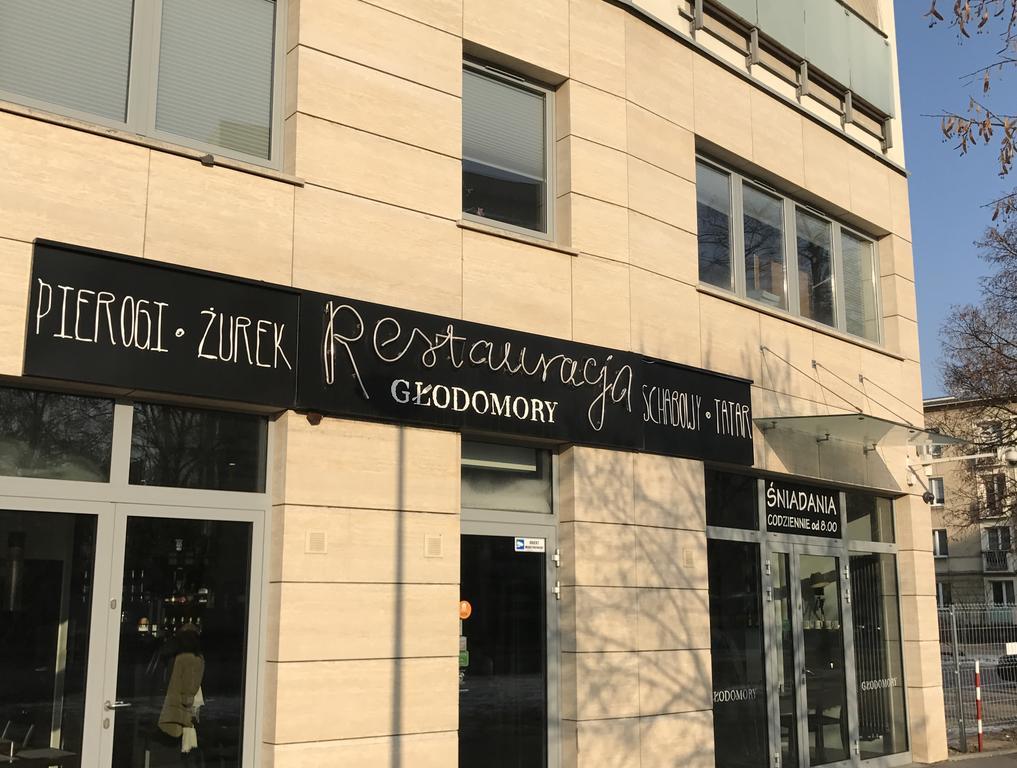 PIEROGI • ŻUREK
Restauracja
GŁODOMORY
SCHABOWY • TATAR
ŚNIADANIA
CODZIENNIE od 8.00
GŁODOMORY
GŁODOMORY